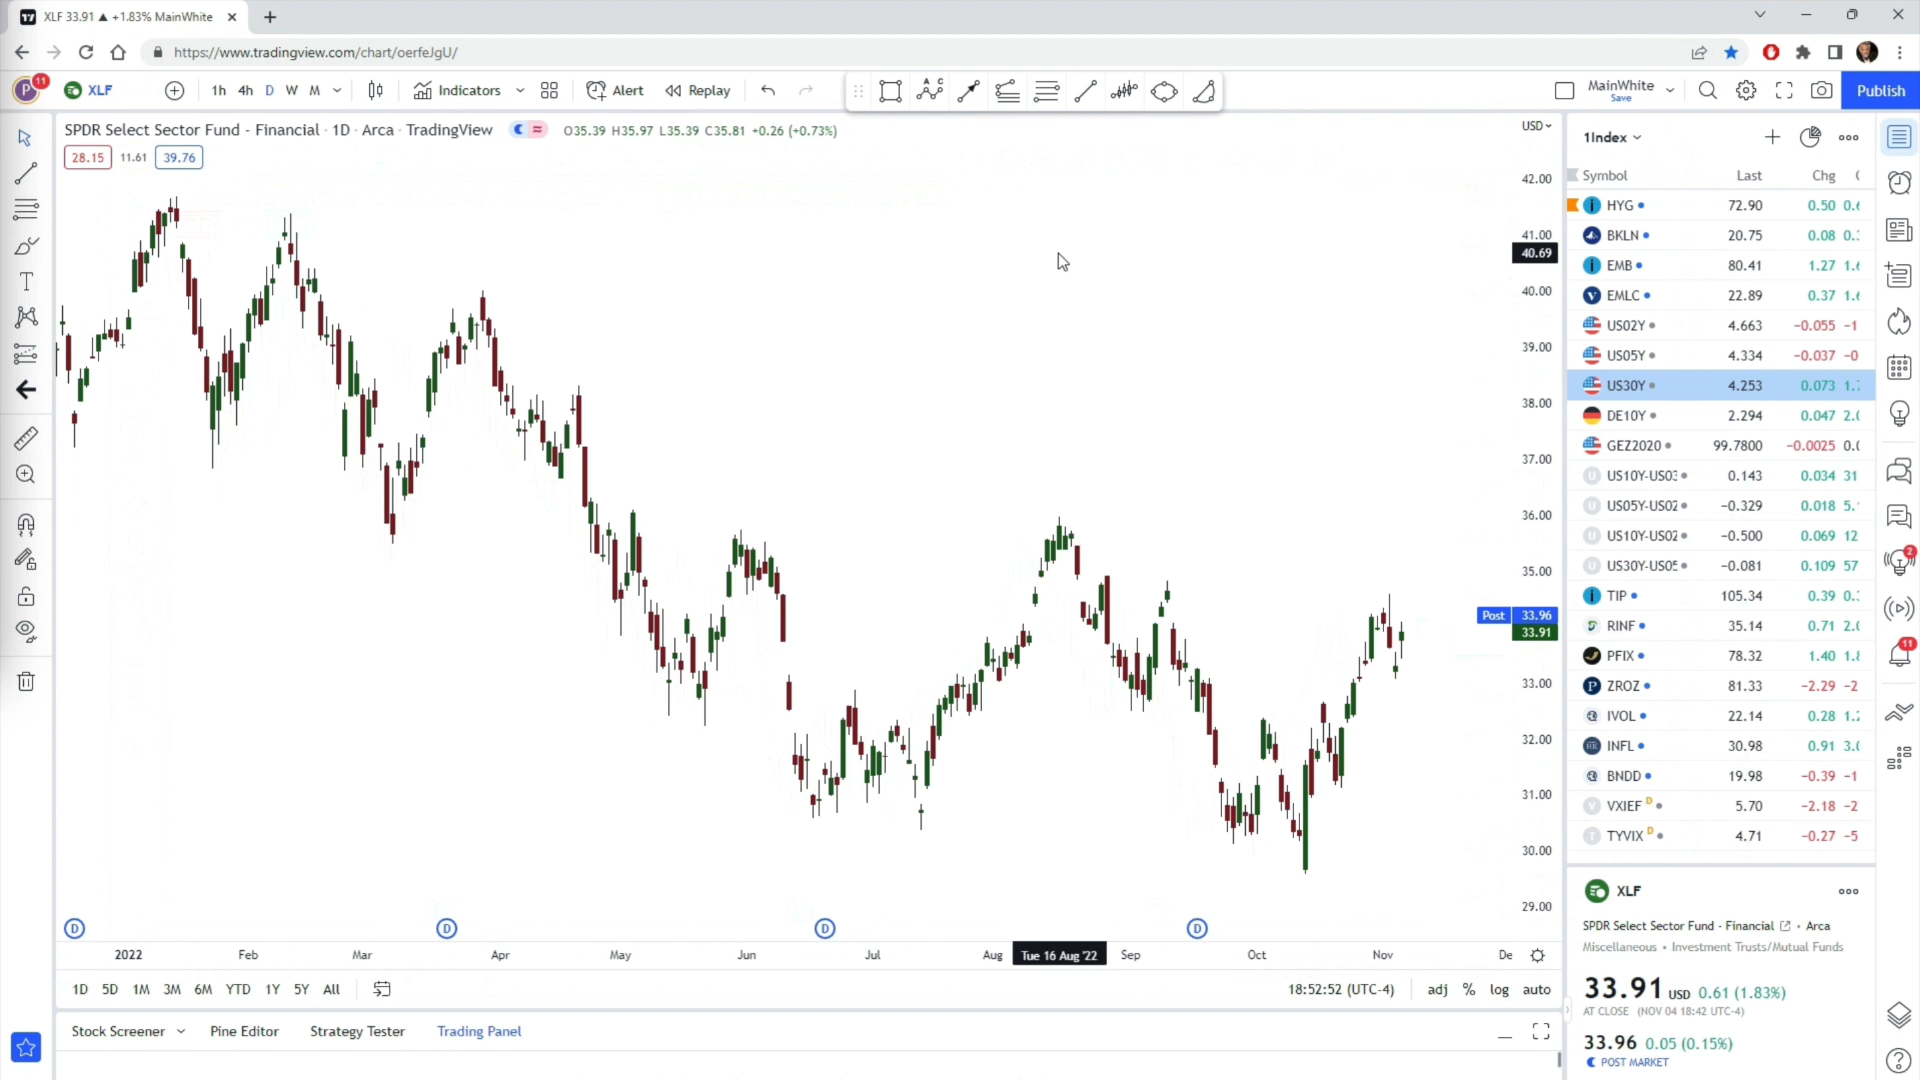 XLF 33.91 ▲ +1.83% MainWhite
https://www.tradingview.com/chart/oerfeJgU/
P 11 XLF 1h 4h D W M Indicators Alert Replay MainWhite Save Publish
SPDR Select Sector Fund - Financial · 1D · Arca · TradingView O35.39 H35.97 L35.39 C35.81 +0.26 (+0.73%)
28.15 11.61 39.76
USD
42.00
41.00
40.69
40.00
39.00
38.00
37.00
36.00
35.00
Post 33.96
33.91
33.00
32.00
31.00
30.00
29.00
D D D D
2022 Feb Mar Apr May Jun Jul Aug Tue 16 Aug '22 Sep Oct Nov De
1D 5D 1M 3M 6M YTD 1Y 5Y All 18:52:52 (UTC-4) adj % log auto
Stock Screener Pine Editor Strategy Tester Trading Panel
1Index
Symbol Last Chg
HYG 72.90 0.50
BKLN 20.75 0.08
EMB 80.41 1.27
EMLC 22.89 0.37
US02Y 4.663 −0.055
US05Y 4.334 −0.037
US30Y 4.253 0.073
DE10Y 2.294 0.047
GEZ2020 99.7800 −0.0025
US10Y-US03 0.143 0.034 31
US05Y-US02 −0.329 0.018
US10Y-US02 −0.500 0.069 12
US30Y-US05 −0.081 0.109 57
TIP 105.34 0.39
RINF 35.14 0.71
PFIX 78.32 1.40
ZROZ 81.33 −2.29
IVOL 22.14 0.28
INFL 30.98 0.91
BNDD 19.98 −0.39
VXIEF D 5.70 −2.18
TYVIX D 4.71 −0.27
XLF
SPDR Select Sector Fund - Financial • Arca
Miscellaneous • Investment Trusts/Mutual Funds
33.91 USD 0.61 (1.83%)
AT CLOSE (NOV 04 18:42 UTC-4)
33.96 0.05 (0.15%)
POST MARKET
2
11